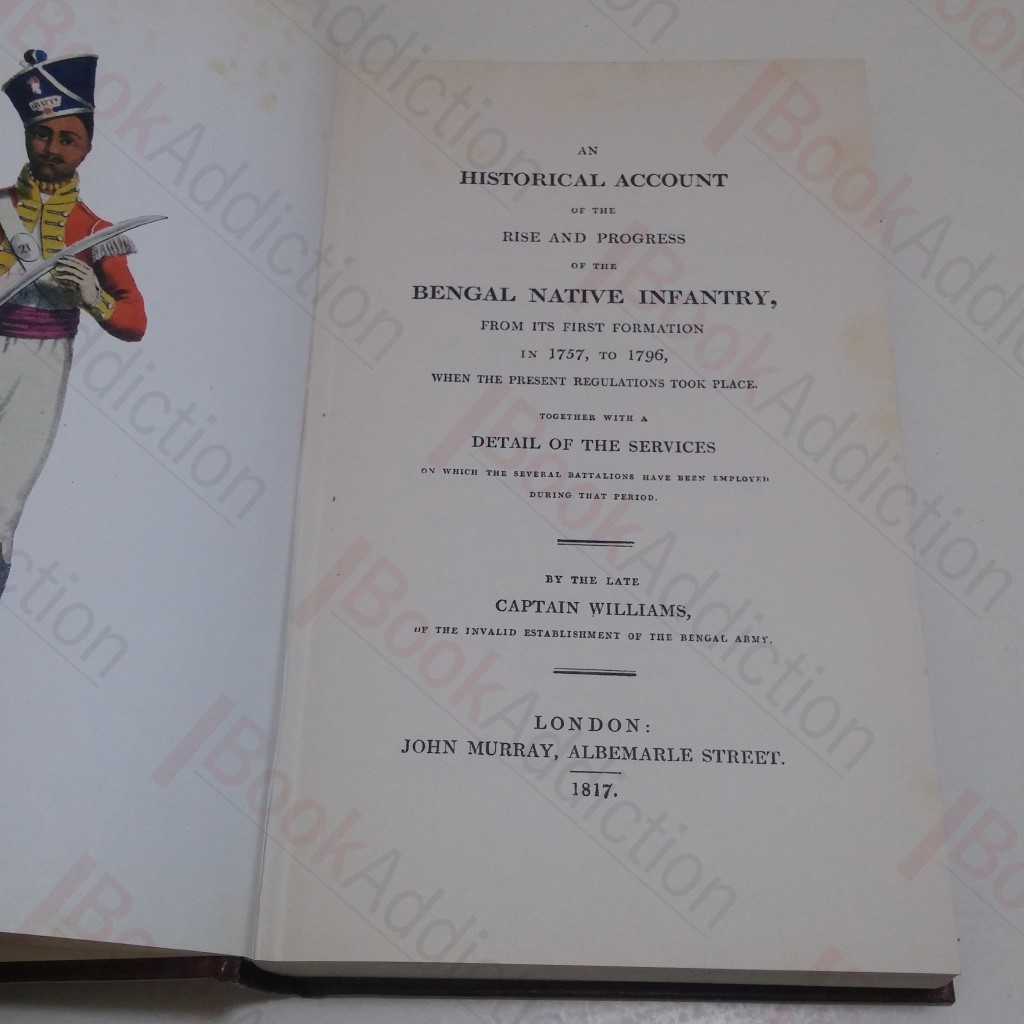 AN
HISTORICAL ACCOUNT
OF THE
RISE AND PROGRESS
OF THE
BENGAL NATIVE INFANTRY,
FROM ITS FIRST FORMATION
IN 1757, TO 1796,
WHEN THE PRESENT REGULATIONS TOOK PLACE.
TOGETHER WITH A
DETAIL OF THE SERVICES
ON WHICH THE SEVERAL BATTALIONS HAVE BEEN EMPLOYED
DURING THAT PERIOD.
BY THE LATE
CAPTAIN WILLIAMS,
OF THE INVALID ESTABLISHMENT OF THE BENGAL ARMY.
LONDON:
JOHN MURRAY, ALBEMARLE STREET.
1817.
BookAddiction